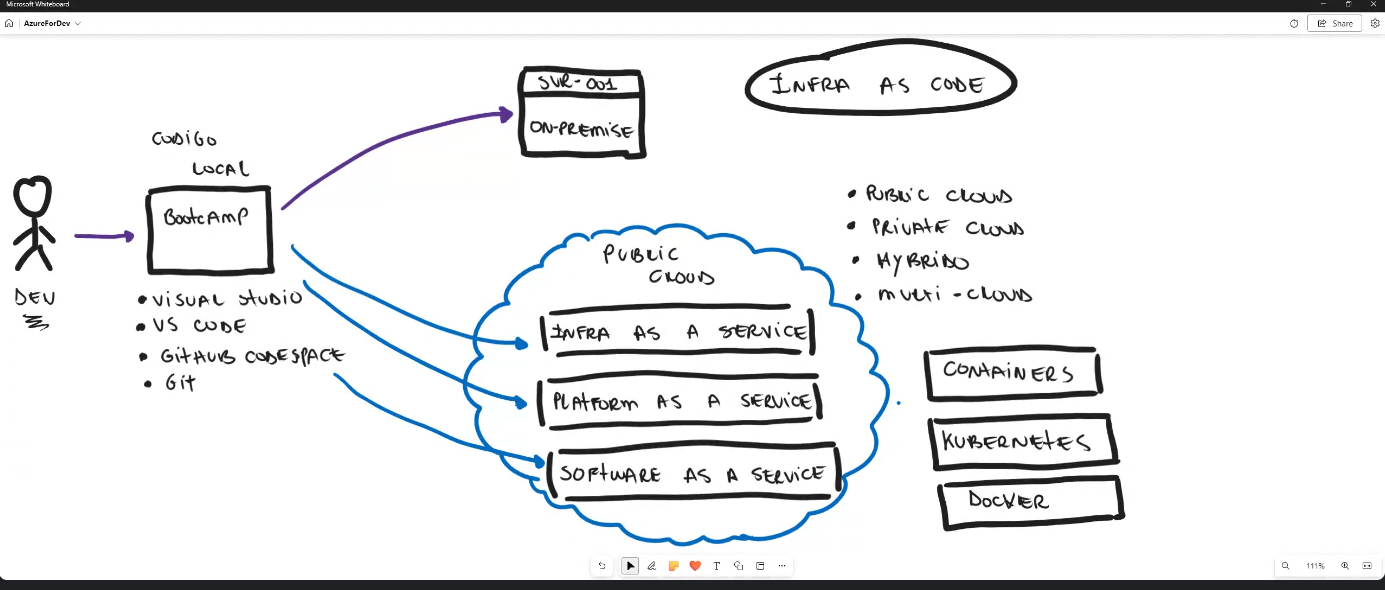 Microsoft Whiteboard
AzureForDev
Share
SVR-001
ON-PREMISE
INFRA AS CODE
CODIGO
LOCAL
BootcAMP
DEV
• VISUAL STUDIO
• VS CODE
• GITHUB CODESPACE
• Git
PUBLIC
CLOUD
INFRA AS A SERVICE
PLATFORM AS A SERVICE
SOFTWARE AS A SERVICE
• PUBLIC CLOUD
• PRIVATE CLOUD
• HYBRIDO
• MULTI-CLOUD
CONTAINERS
KUBERNETES
DOCKER
111%